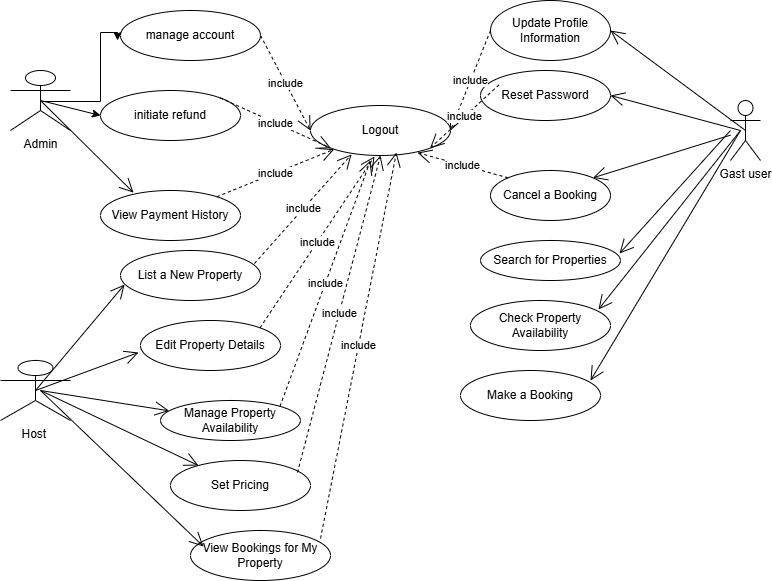 manage account
Update Profile
Information
include
include
Reset Password
initiate refund
include
include
Logout
Admin
include
include
Gast user
Cancel a Booking
View Payment History
include
include
Search for Properties
List a New Property
include
include
Check Property
Availability
Edit Property Details
include
Make a Booking
Manage Property
Availability
Host
Set Pricing
View Bookings for My
Property